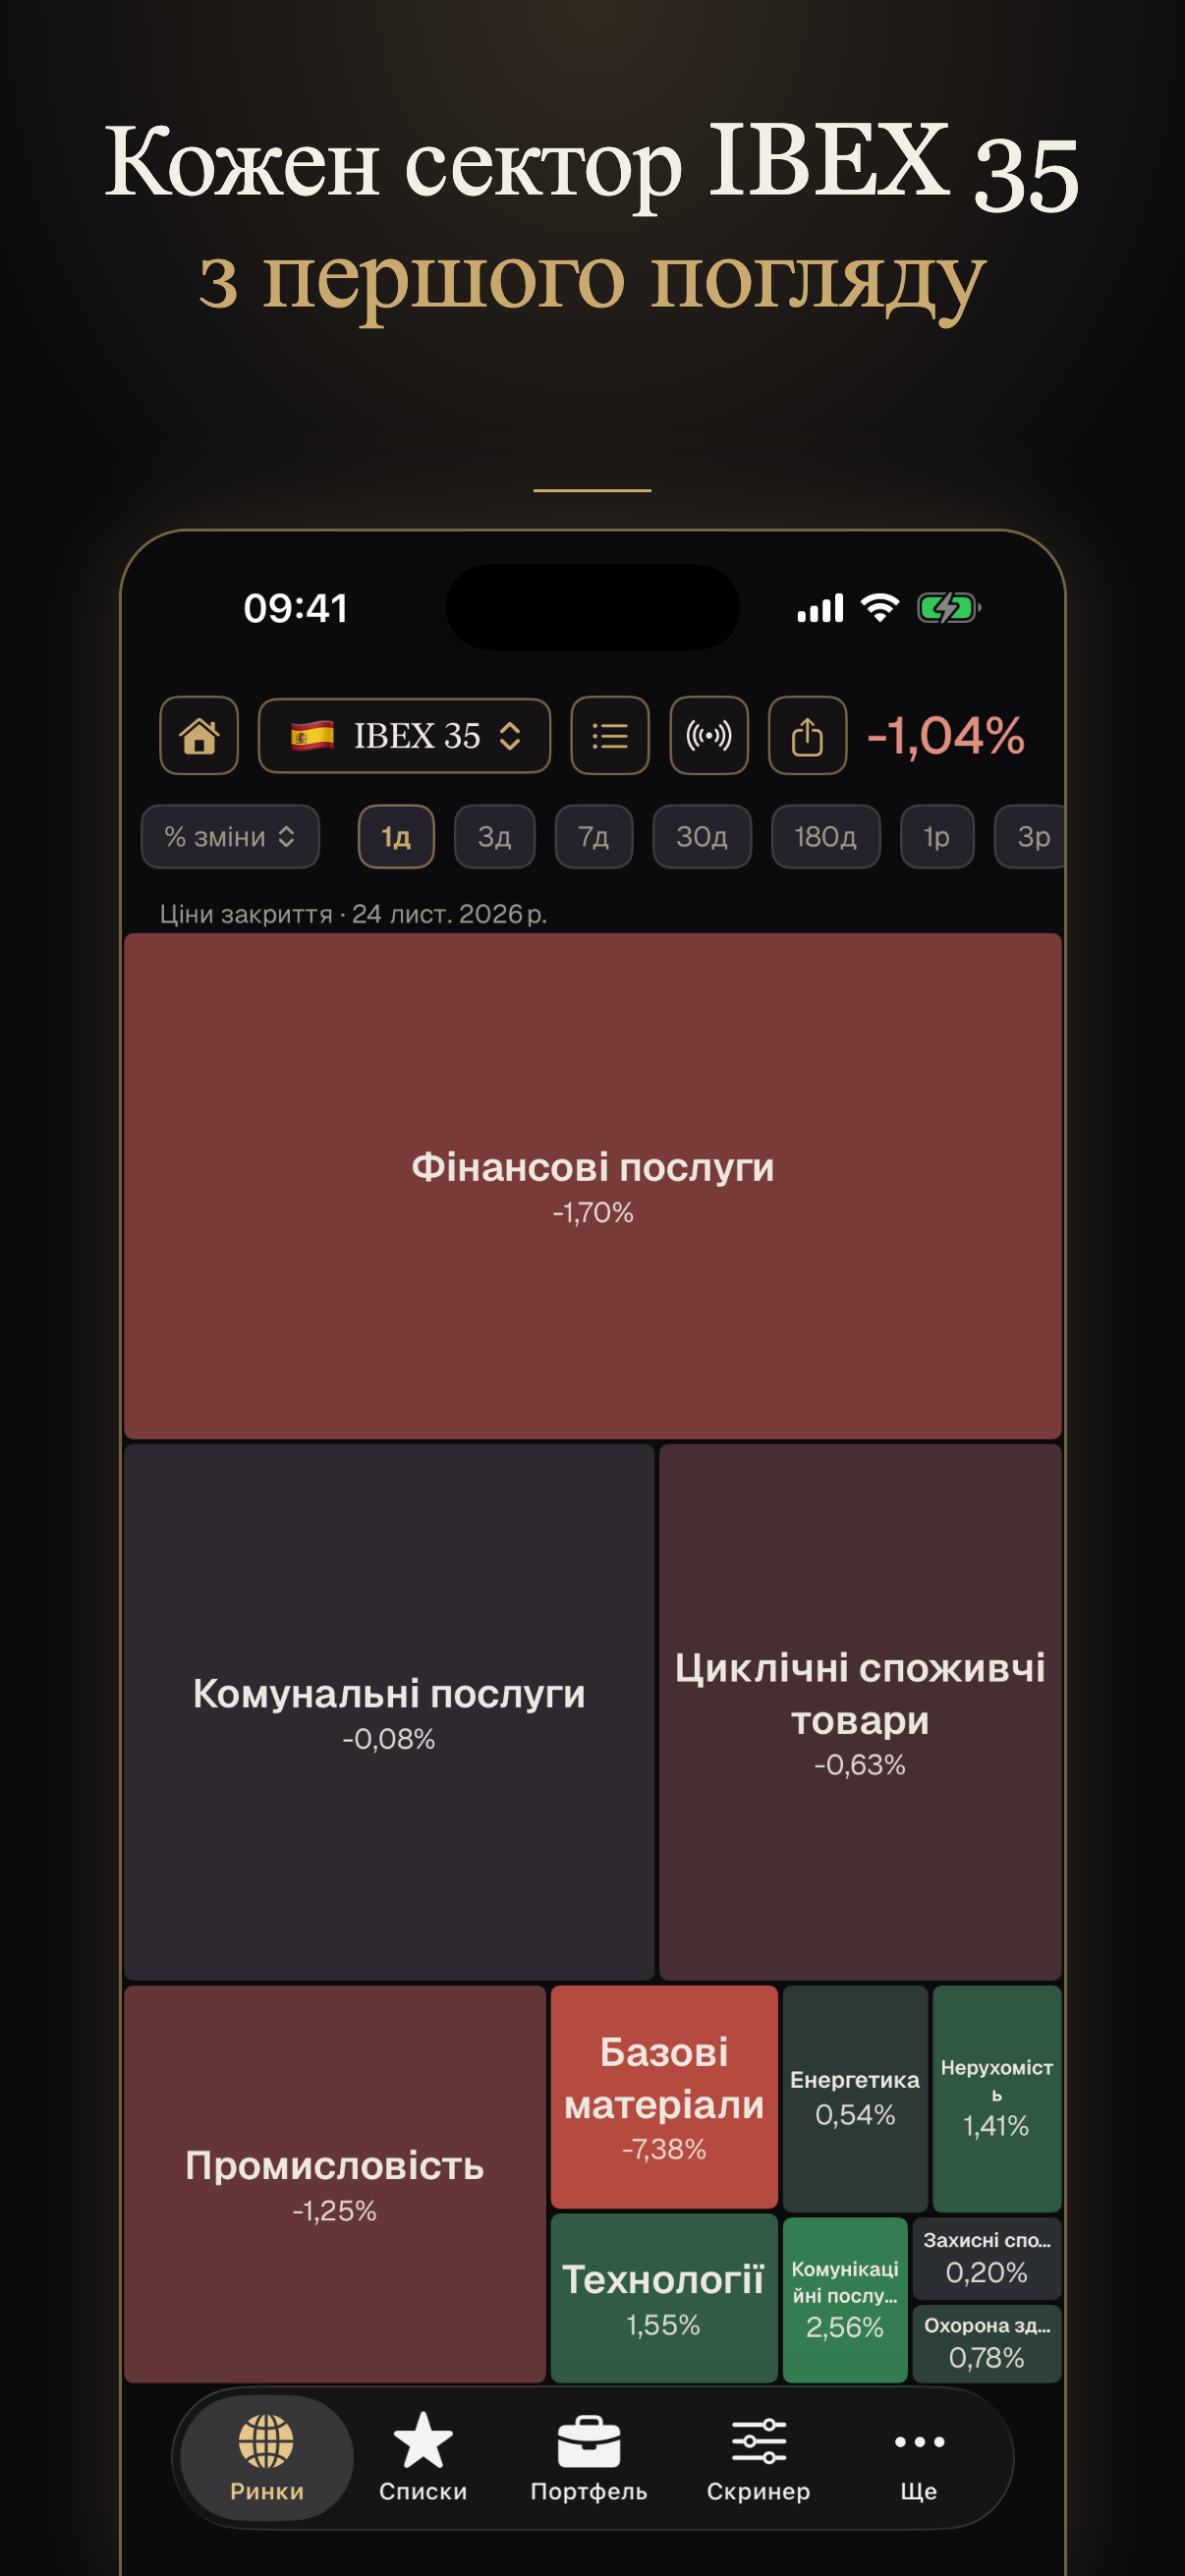 Кожен сектор IBEX 35
з першого погляду
09:41
IBEX 35
-1,04%
% зміни
1д
3д
7д
30д
180д
1р
3р
Ціни закриття · 24 лист. 2026 р.
Фінансові послуги
-1,70%
Комунальні послуги
-0,08%
Циклічні споживчі
товари
-0,63%
Промисловість
-1,25%
Базові
матеріали
-7,38%
Енергетика
0,54%
Нерухоміст
ь
1,41%
Технології
1,55%
Комунікаці
йні послу...
2,56%
Захисні спо...
0,20%
Охорона зд...
0,78%
Ринки
Списки
Портфель
Скринер
Ще